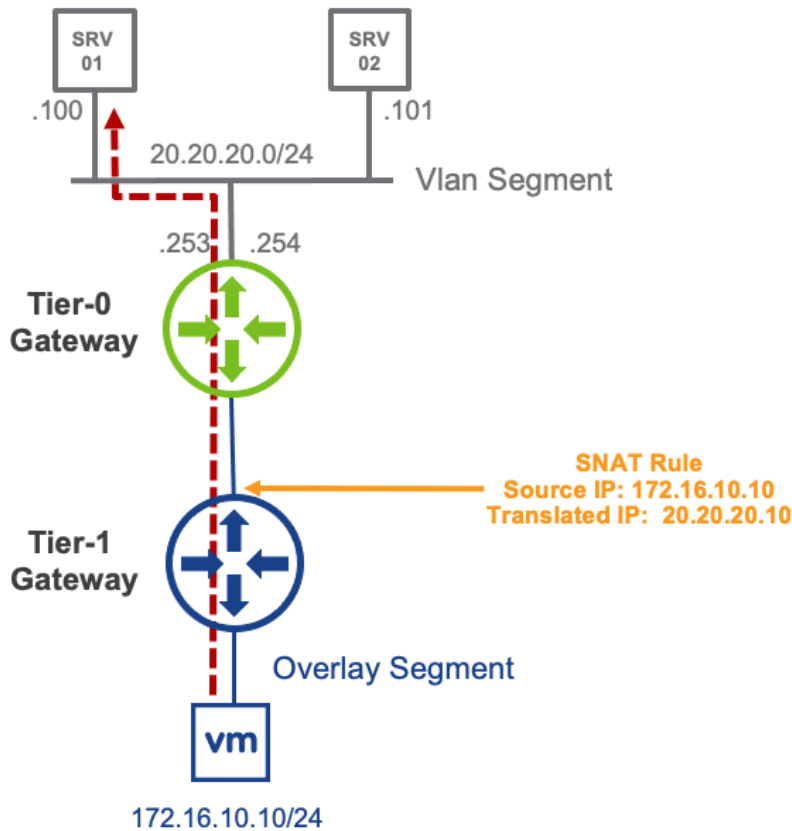 SRV
01
SRV
02
.100
.101
20.20.20.0/24
Vlan Segment
.253
.254
Tier-0
Gateway
SNAT Rule
Source IP: 172.16.10.10
Translated IP: 20.20.20.10
Tier-1
Gateway
Overlay Segment
vm
172.16.10.10/24